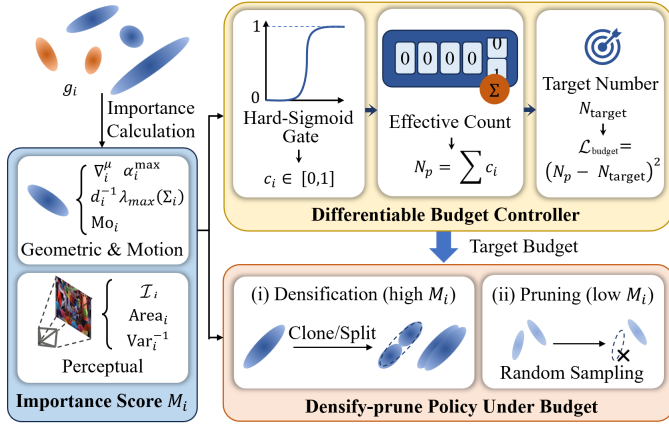 g_i
Importance
Calculation
∇_i^μ α_i^max
d_i^{-1} λ_{max}(Σ_i)
Mo_i
Geometric & Motion
ℐ_i
Area_i
Var_i^{-1}
Perceptual
Importance Score M_i
1
0
Hard-Sigmoid
Gate
c_i ∈ [0,1]
0 0 0 0 0
1
Σ
Effective Count
N_p = ∑ c_i
Target Number
N_target
ℒ_budget=
(N_p − N_target)^2
Differentiable Budget Controller
Target Budget
(i) Densification (high M_i)
Clone/Split
(ii) Pruning (low M_i)
Random Sampling
Densify-prune Policy Under Budget